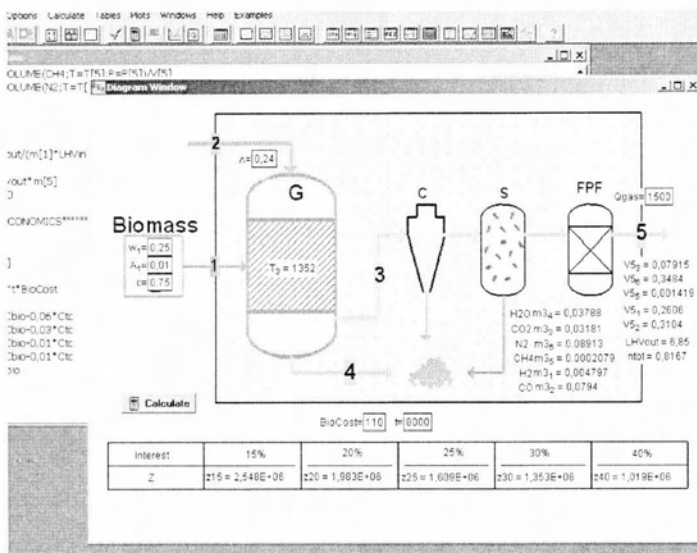 Options Calculate Tables Plots Windows Help Examples
OLUME(CH4;T=T[5];P=P[5])/V[5]
OLUME(N2;T=T[
Diagram Window
out/(m[1]*LHVin
out*m[5]
CONOMICS******
*BioCost
Cbio-0,06*Ctc
Cbio-0,03*Ctc
Cbio-0,01*Ctc
Cbio-0,01*Ctc
bio
2
n= 0,24
G
C
S
FPF
Qgas= 1500
5
Biomass
w1= 0,25
A1= 0,01
c= 0,75
1
T3 = 1352
3
4
H2O m34 = 0,03788
CO2 m33 = 0,03181
N2 m36 = 0,08913
CH4 m35 = 0,0002079
H2 m31 = 0,004797
CO m32 = 0,0794
V53 = 0,07915
V56 = 0,3484
V55 = 0,001419
V51 = 0,2606
V52 = 0,3104
LHVout = 6,85
ntot = 0,8167
Calculate
BioCost= 110 t= 8000
Interest 15% 20% 25% 30% 40%
Z z15 = 2,548E+06 z20 = 1,983E+06 z25 = 1,609E+06 z30 = 1,353E+06 z40 = 1,019E+06